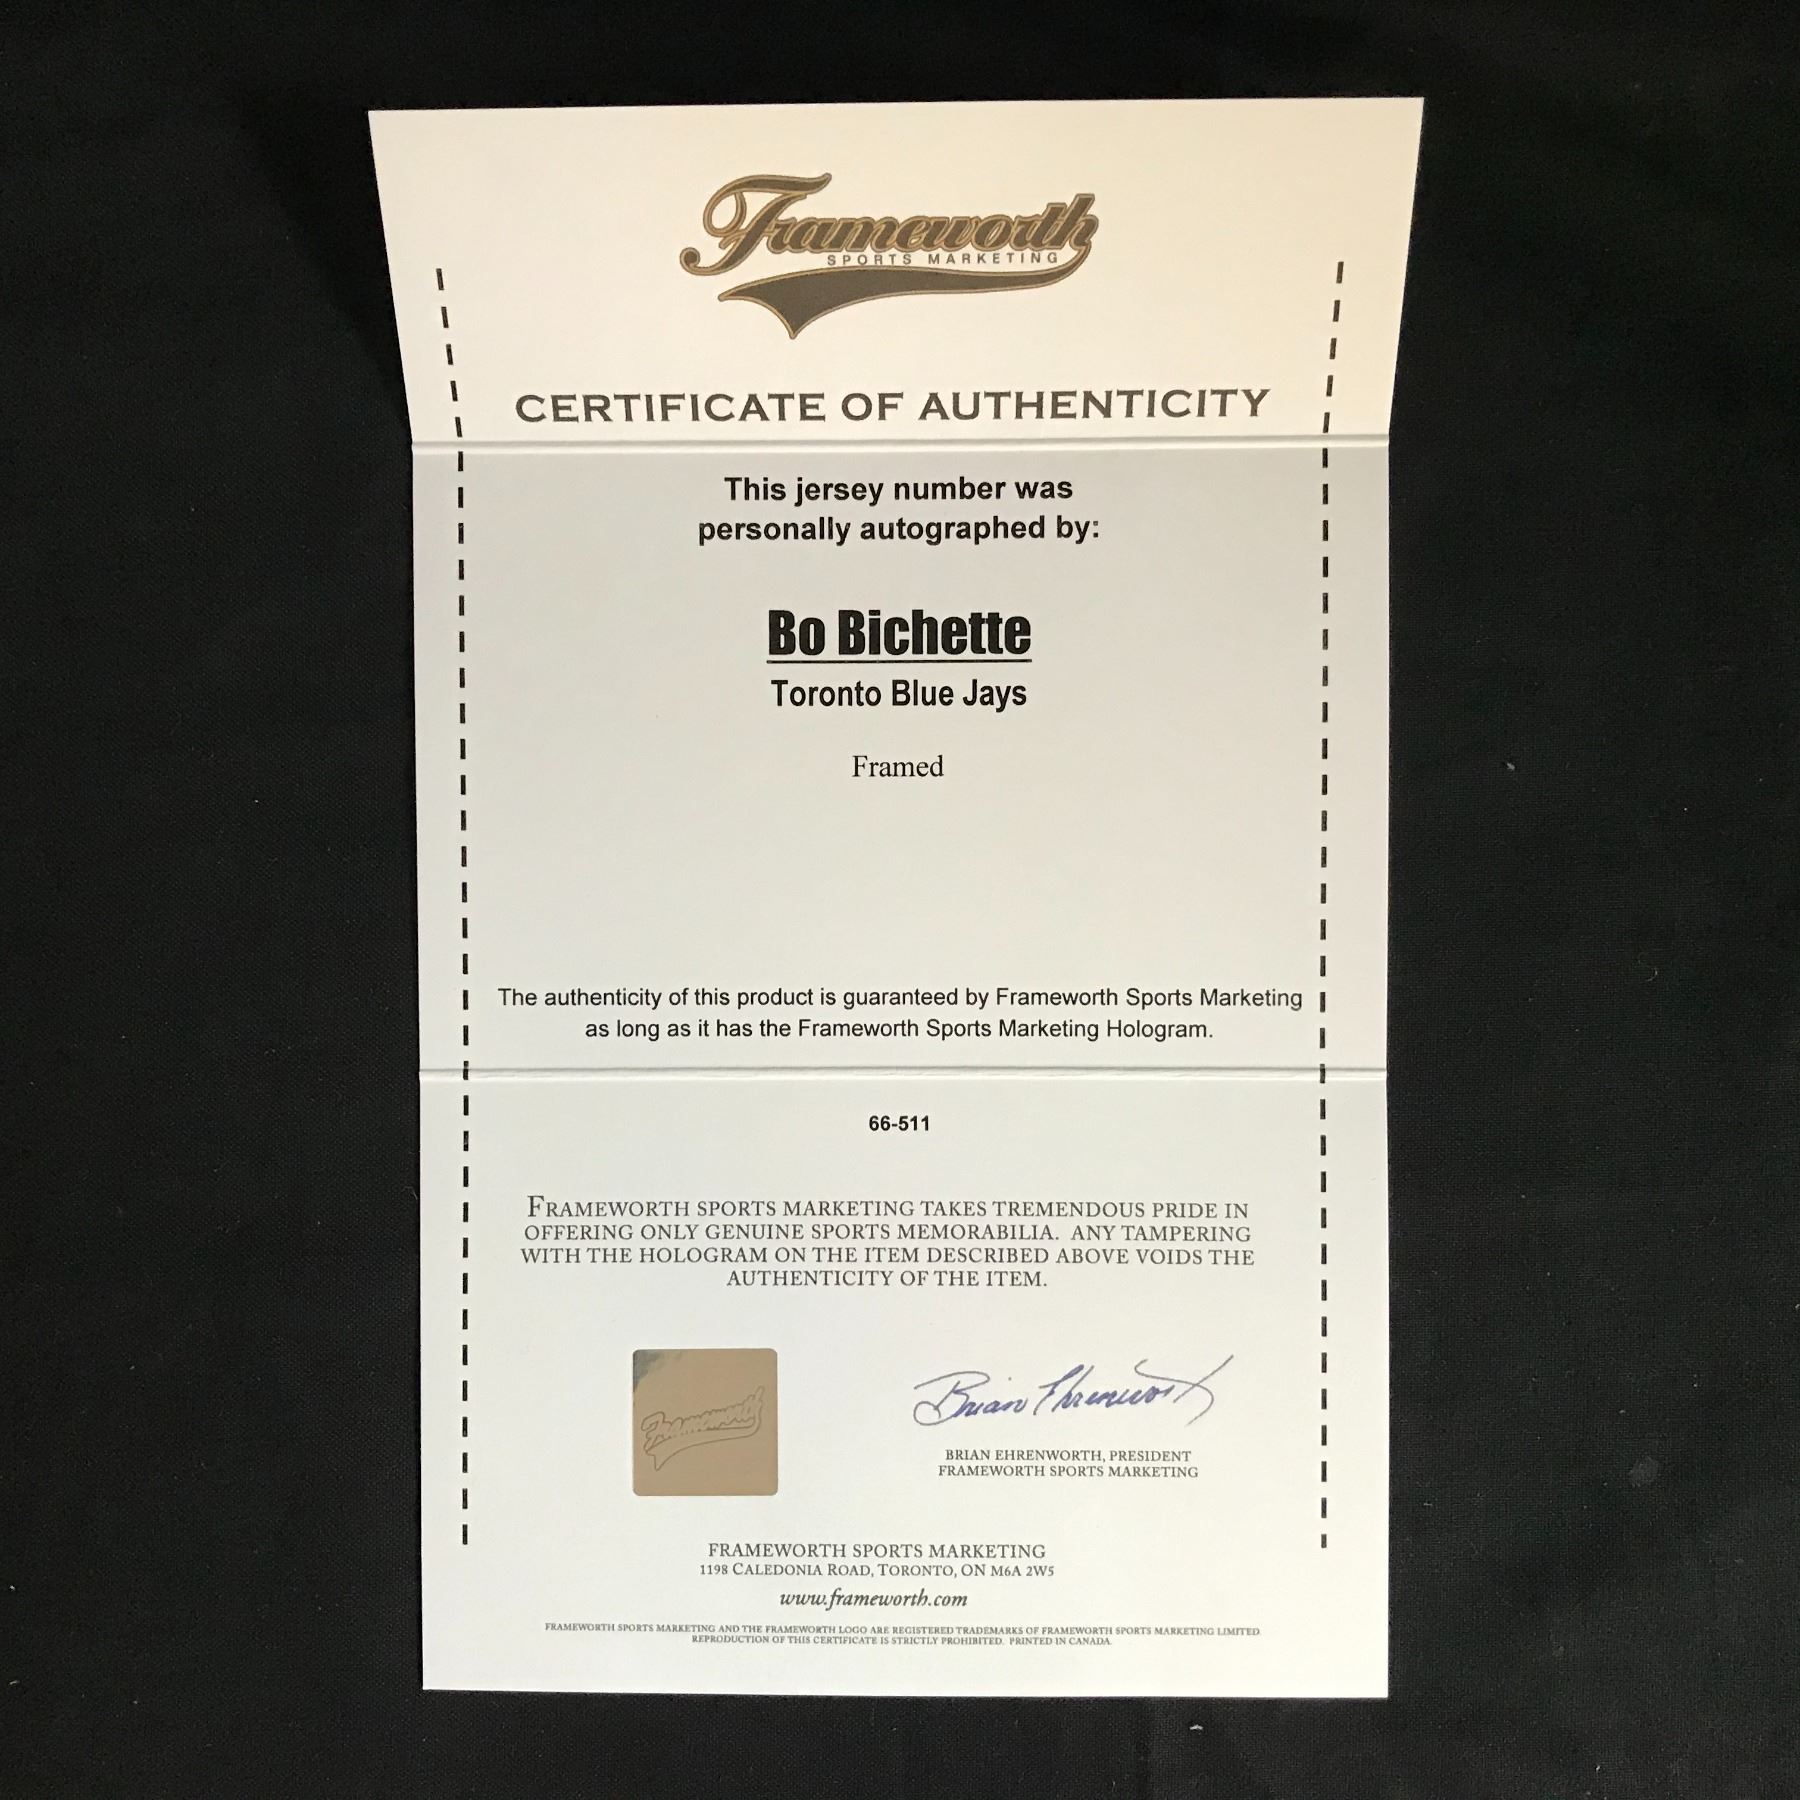 Frameworth
SPORTS MARKETING
CERTIFICATE OF AUTHENTICITY
This jersey number was
personally autographed by:
Bo Bichette
Toronto Blue Jays
Framed
The authenticity of this product is guaranteed by Frameworth Sports Marketing
as long as it has the Frameworth Sports Marketing Hologram.
66-511
FRAMEWORTH SPORTS MARKETING TAKES TREMENDOUS PRIDE IN
OFFERING ONLY GENUINE SPORTS MEMORABILIA. ANY TAMPERING
WITH THE HOLOGRAM ON THE ITEM DESCRIBED ABOVE VOIDS THE
AUTHENTICITY OF THE ITEM.
Frameworth
Brian Ehrenworth
BRIAN EHRENWORTH, PRESIDENT
FRAMEWORTH SPORTS MARKETING
FRAMEWORTH SPORTS MARKETING
1198 CALEDONIA ROAD, TORONTO, ON M6A 2W5
www.frameworth.com
FRAMEWORTH SPORTS MARKETING AND THE FRAMEWORTH LOGO ARE REGISTERED TRADEMARKS OF FRAMEWORTH SPORTS MARKETING LIMITED.
REPRODUCTION OF THIS CERTIFICATE IS STRICTLY PROHIBITED. PRINTED IN CANADA.